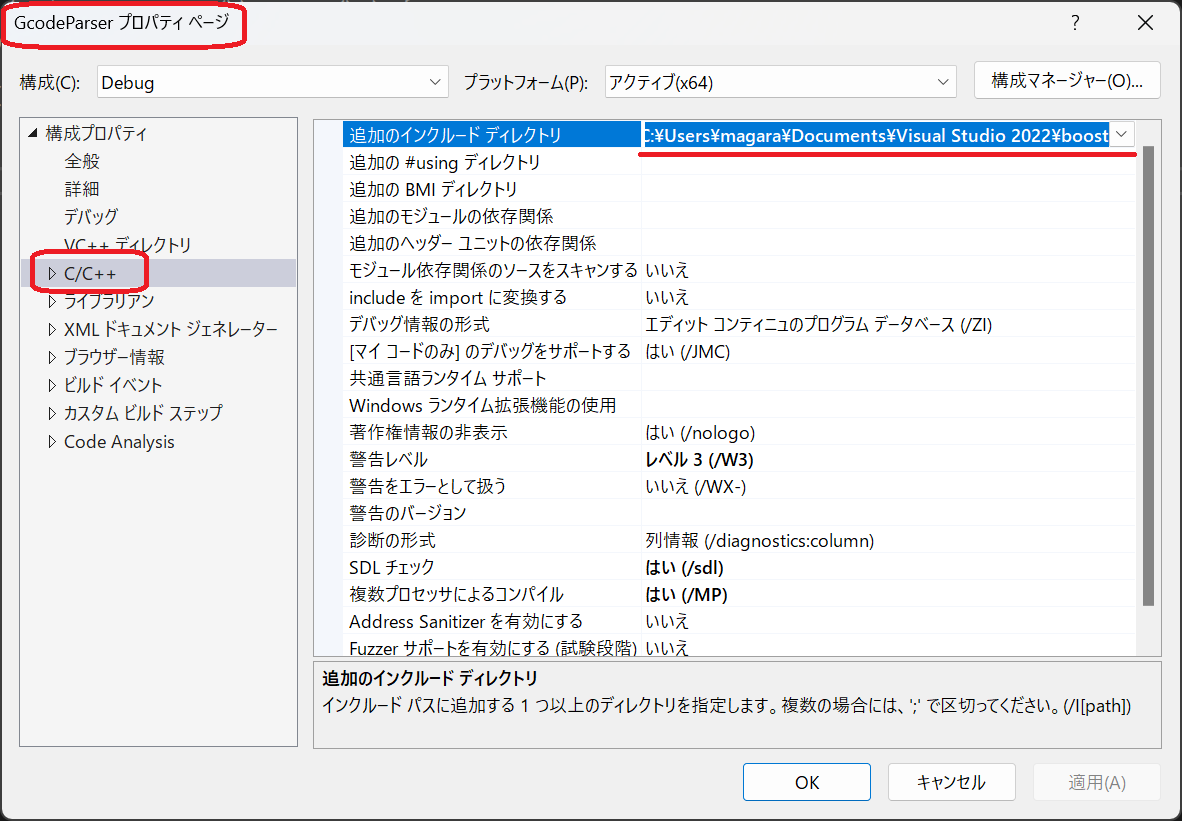 GcodeParser プロパティ ページ
?
構成(C): Debug プラットフォーム(P): アクティブ(x64) 構成マネージャー(O)...
構成プロパティ
全般
詳細
デバッグ
VC++ ディレクトリ
C/C++
ライブラリアン
XML ドキュメント ジェネレーター
ブラウザー情報
ビルド イベント
カスタム ビルド ステップ
Code Analysis
追加のインクルード ディレクトリ C:¥Users¥magara¥Documents¥Visual Studio 2022¥boost
追加の #using ディレクトリ
追加の BMI ディレクトリ
追加のモジュールの依存関係
追加のヘッダー ユニットの依存関係
モジュール依存関係のソースをスキャンする いいえ
include を import に変換する いいえ
デバッグ情報の形式 エディット コンティニュのプログラム データベース (/ZI)
[マイ コードのみ] のデバッグをサポートする はい (/JMC)
共通言語ランタイム サポート
Windows ランタイム拡張機能の使用
著作権情報の非表示 はい (/nologo)
警告レベル レベル 3 (/W3)
警告をエラーとして扱う いいえ (/WX-)
警告のバージョン
診断の形式 列情報 (/diagnostics:column)
SDL チェック はい (/sdl)
複数プロセッサによるコンパイル はい (/MP)
Address Sanitizer を有効にする いいえ
Fuzzer サポートを有効にする (試験段階) いいえ
追加のインクルード ディレクトリ
インクルード パスに追加する 1 つ以上のディレクトリを指定します。複数の場合には、';' で区切ってください。(/I[path])
OK キャンセル 適用(A)